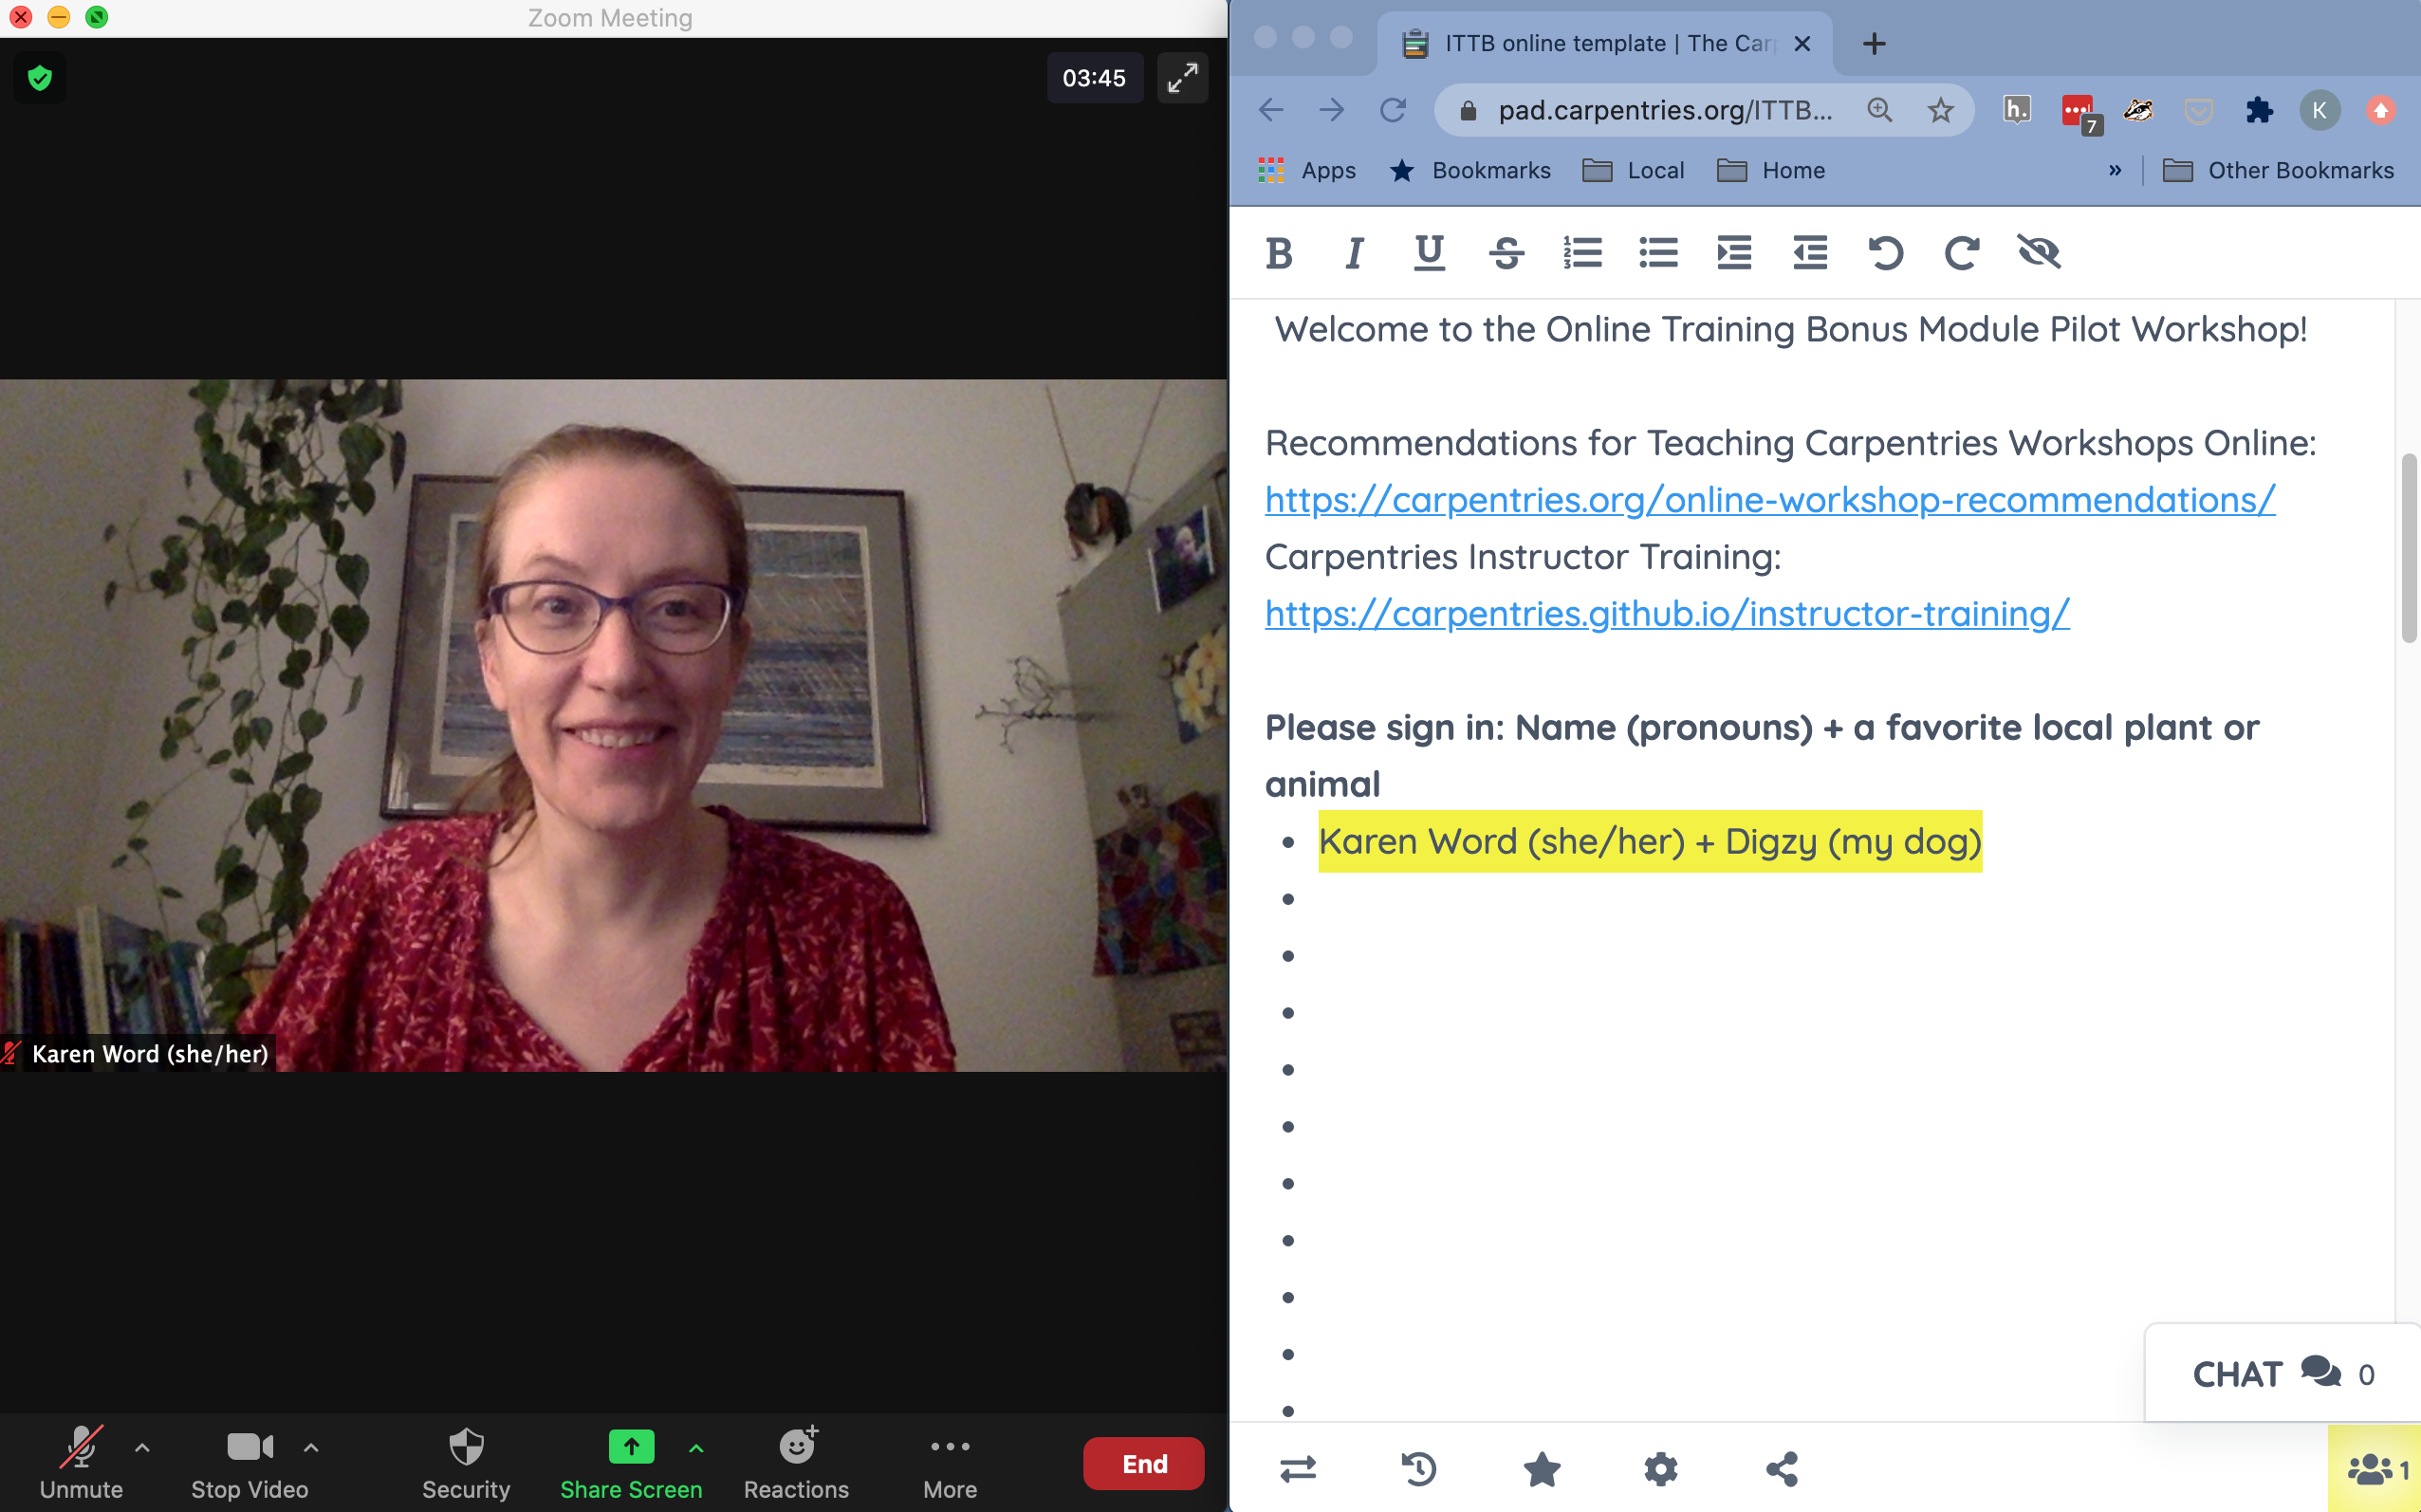 Zoom Meeting
03:45
Karen Word (she/her)
Unmute
Stop Video
Security
Share Screen
Reactions
More
End
ITTB online template | The Car
pad.carpentries.org/ITTB...
h.
7
K
Apps
Bookmarks
Local
Home
»
Other Bookmarks
B I U S
Welcome to the Online Training Bonus Module Pilot Workshop!
Recommendations for Teaching Carpentries Workshops Online:
https://carpentries.org/online-workshop-recommendations/
Carpentries Instructor Training:
https://carpentries.github.io/instructor-training/
Please sign in: Name (pronouns) + a favorite local plant or
animal
Karen Word (she/her) + Digzy (my dog)
CHAT 0
1